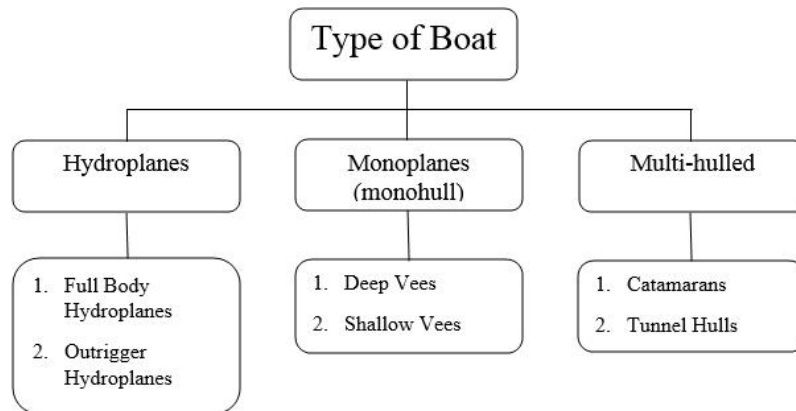 Type of Boat
Hydroplanes
1. Full Body
Hydroplanes
2. Outrigger
Hydroplanes
Monoplanes
(monohull)
1. Deep Vees
2. Shallow Vees
Multi-hulled
1. Catamarans
2. Tunnel Hulls